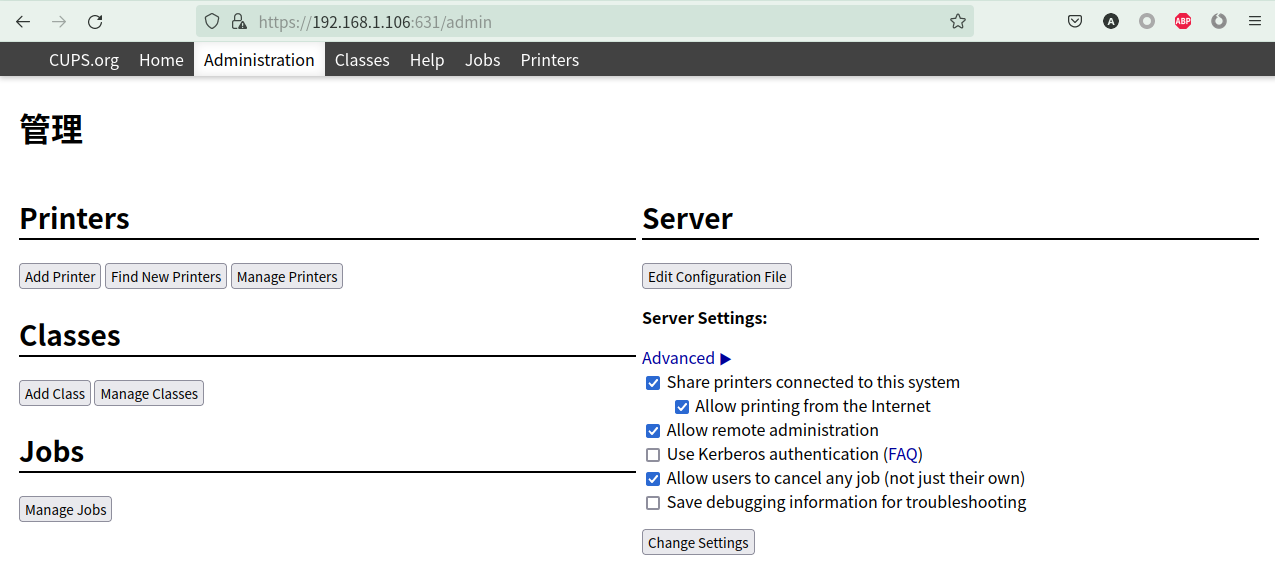 https://192.168.1.106:631/admin
A
ABP
CUPS.org Home Administration Classes Help Jobs Printers
管理
Printers
Add Printer Find New Printers Manage Printers
Classes
Add Class Manage Classes
Jobs
Manage Jobs
Server
Edit Configuration File
Server Settings:
Advanced ▶
Share printers connected to this system
Allow printing from the Internet
Allow remote administration
Use Kerberos authentication (FAQ)
Allow users to cancel any job (not just their own)
Save debugging information for troubleshooting
Change Settings